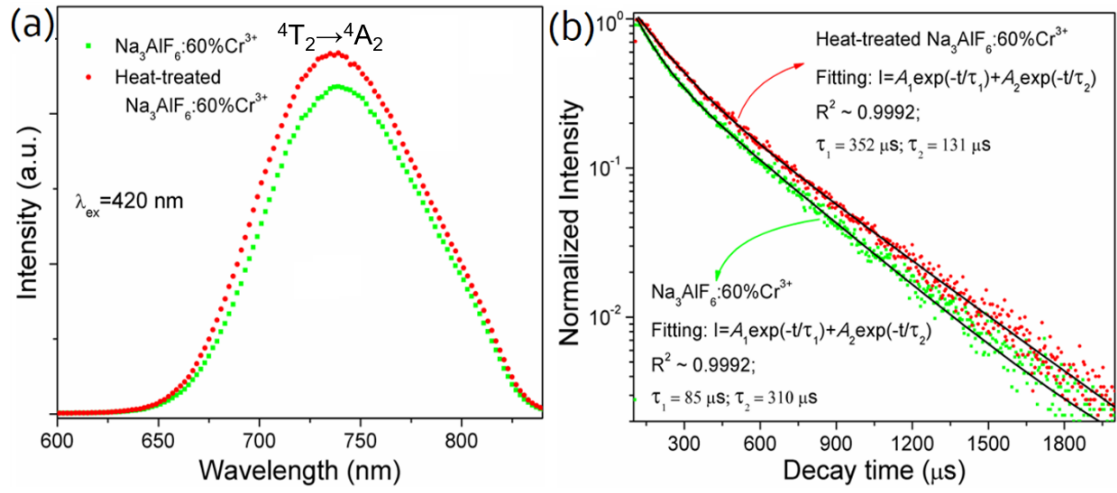 (a)
⁴T₂→⁴A₂
Na₃AlF₆:60%Cr³⁺
Heat-treated
Na₃AlF₆:60%Cr³⁺
λₑₓ=420 nm
Intensity (a.u.)
600 650 700 750 800
Wavelength (nm)
(b)
10⁰
10⁻¹
10⁻²
Normalized Intensity
Heat-treated Na₃AlF₆:60%Cr³⁺
Fitting: I=A₁exp(-t/τ₁)+A₂exp(-t/τ₂)
R² ~ 0.9992;
τ₁ = 352 μs; τ₂ = 131 μs
Na₃AlF₆:60%Cr³⁺
Fitting: I=A₁exp(-t/τ₁)+A₂exp(-t/τ₂)
R² ~ 0.9992;
τ₁ = 85 μs; τ₂ = 310 μs
300 600 900 1200 1500 1800
Decay time (μs)